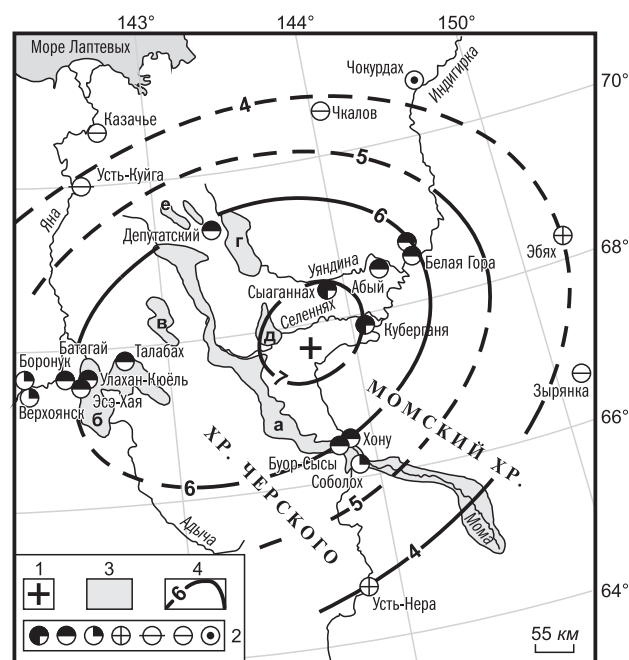 143° 144° 150°
Море Лаптевых
Чокурдах
Индигирка
70°
4
Чкалов
Казачье
5
Усть-Куйга
е
6
Яна
Депутатский
г
68°
Эбях
Уяндина
Белая Гора
Абый
Сыаганнах
Селеннях
в
д
Куберганя
Батагай
Талабах
Боронук
7
Улахан-Кюёль
Зырянка
Верхоянск
Эсэ-Хая
МОМСКИЙ ХР.
66°
б
а
Хону
ХР. ЧЕРСКОГО
Буор-Сысы
Соболох
6
5
Адыча
Мома
4
1 3 4
6
Усть-Нера
64°
2
55 км